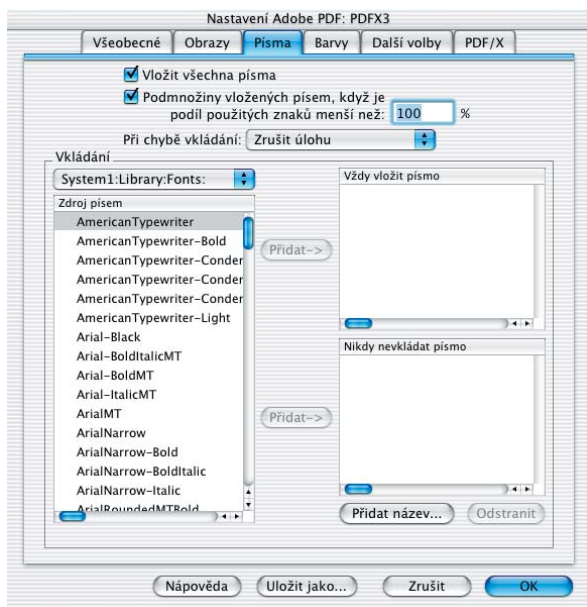 Nastavení Adobe PDF: PDFX3
Všeobecné Obrazy Písma Barvy Další volby PDF/X
Vložit všechna písma
Podmnožiny vložených písem, když je
podíl použitých znaků menší než: 100 %
Při chybě vkládání: Zrušit úlohu
Vkládání
System1:Library:Fonts:
Zdroj písem
AmericanTypewriter
AmericanTypewriter-Bold
AmericanTypewriter-Conder
AmericanTypewriter-Conder
AmericanTypewriter-Conder
AmericanTypewriter-Light
Arial-Black
Arial-BoldItalicMT
Arial-BoldMT
Arial-ItalicMT
ArialMT
ArialNarrow
ArialNarrow-Bold
ArialNarrow-BoldItalic
ArialNarrow-Italic
ArialRoundedMTBold
Přidat->
Přidat->
Vždy vložit písmo
Nikdy nevkládat písmo
Přidat název... Odstranit
Nápověda Uložit jako... Zrušit OK